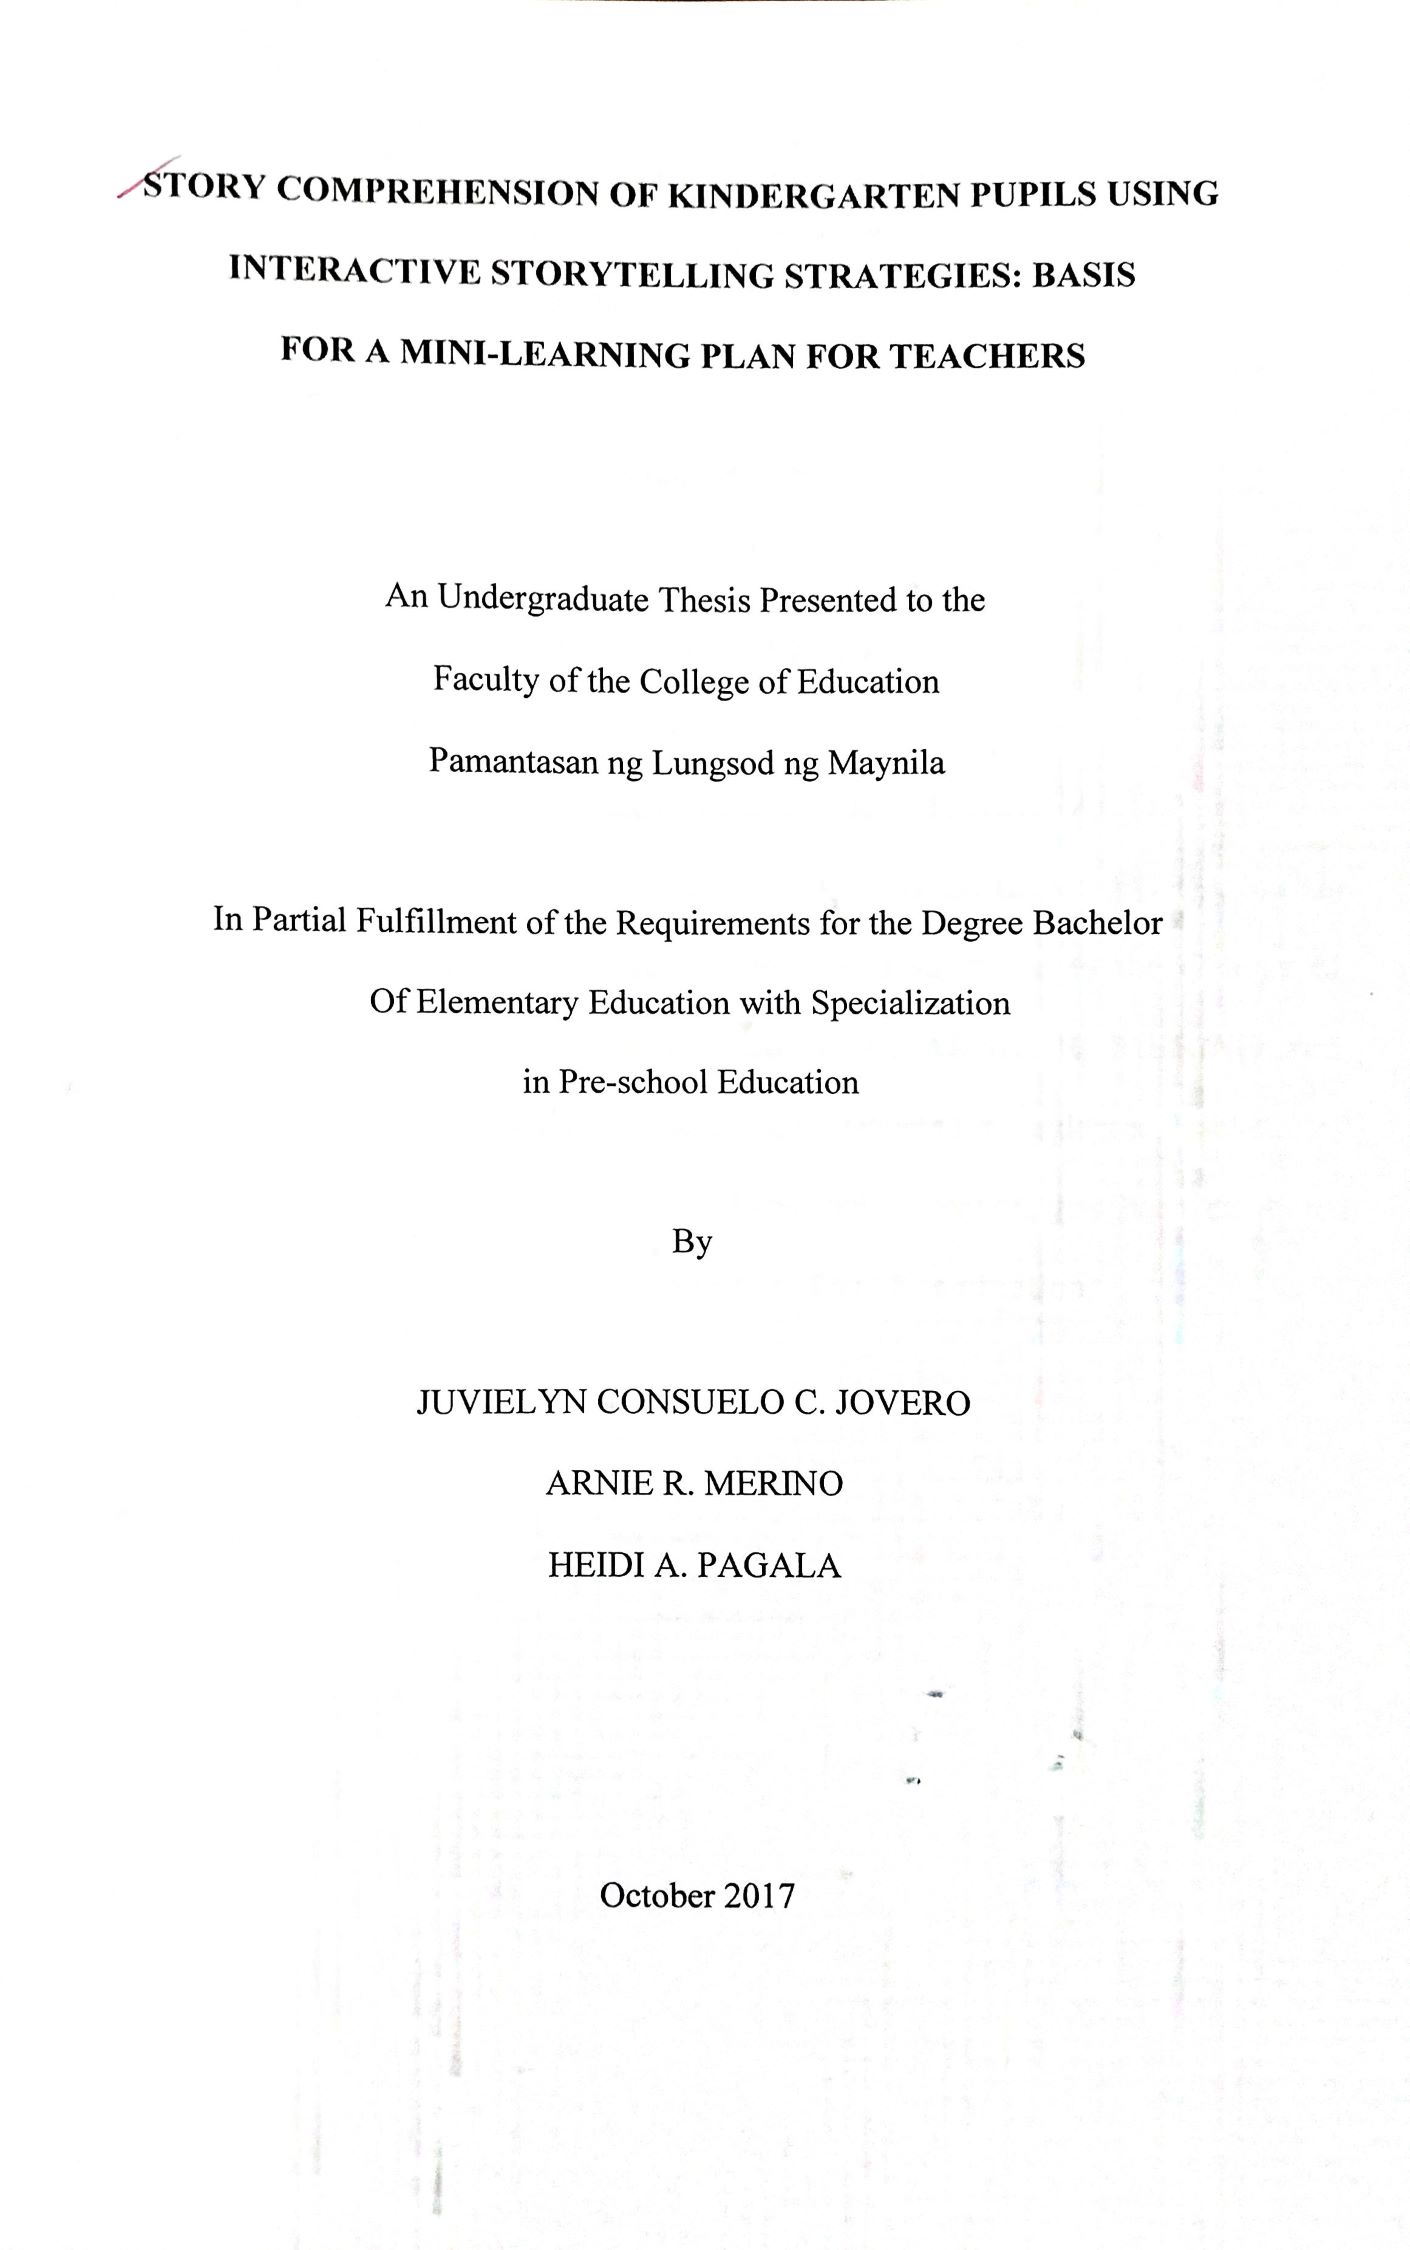 STORY COMPREHENSION OF KINDERGARTEN PUPILS USING
INTERACTIVE STORYTELLING STRATEGIES: BASIS
FOR A MINI-LEARNING PLAN FOR TEACHERS
An Undergraduate Thesis Presented to the
Faculty of the College of Education
Pamantasan ng Lungsod ng Maynila
In Partial Fulfillment of the Requirements for the Degree Bachelor
Of Elementary Education with Specialization
in Pre-school Education
By
JUVIELYN CONSUELO C. JOVERO
ARNIE R. MERINO
HEIDI A. PAGALA
October 2017